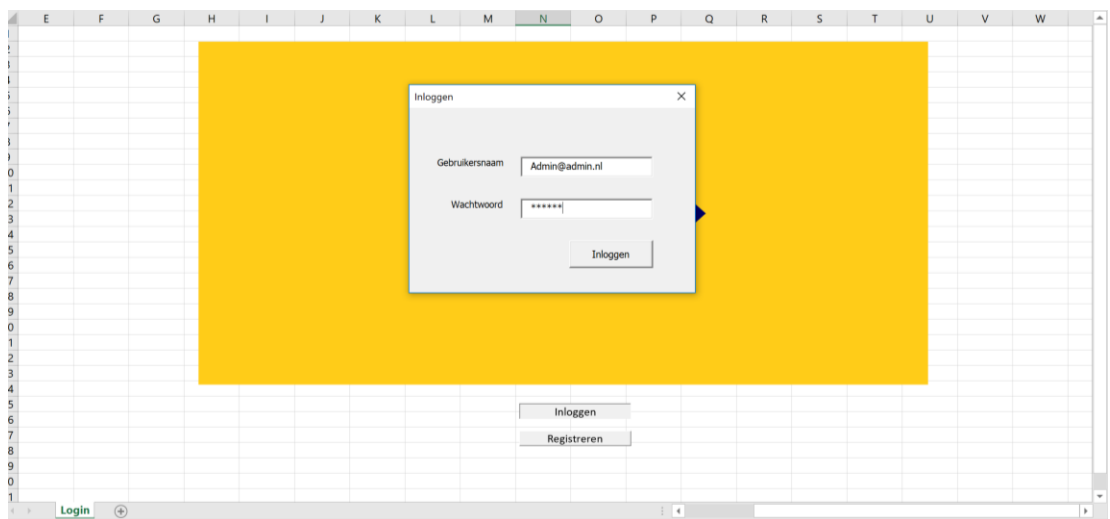 E F G H I J K L M N O P Q R S T U V W
Inloggen
Gebruikersnaam Admin@admin.nl
Wachtwoord ******
Inloggen
Inloggen
Registreren
Login